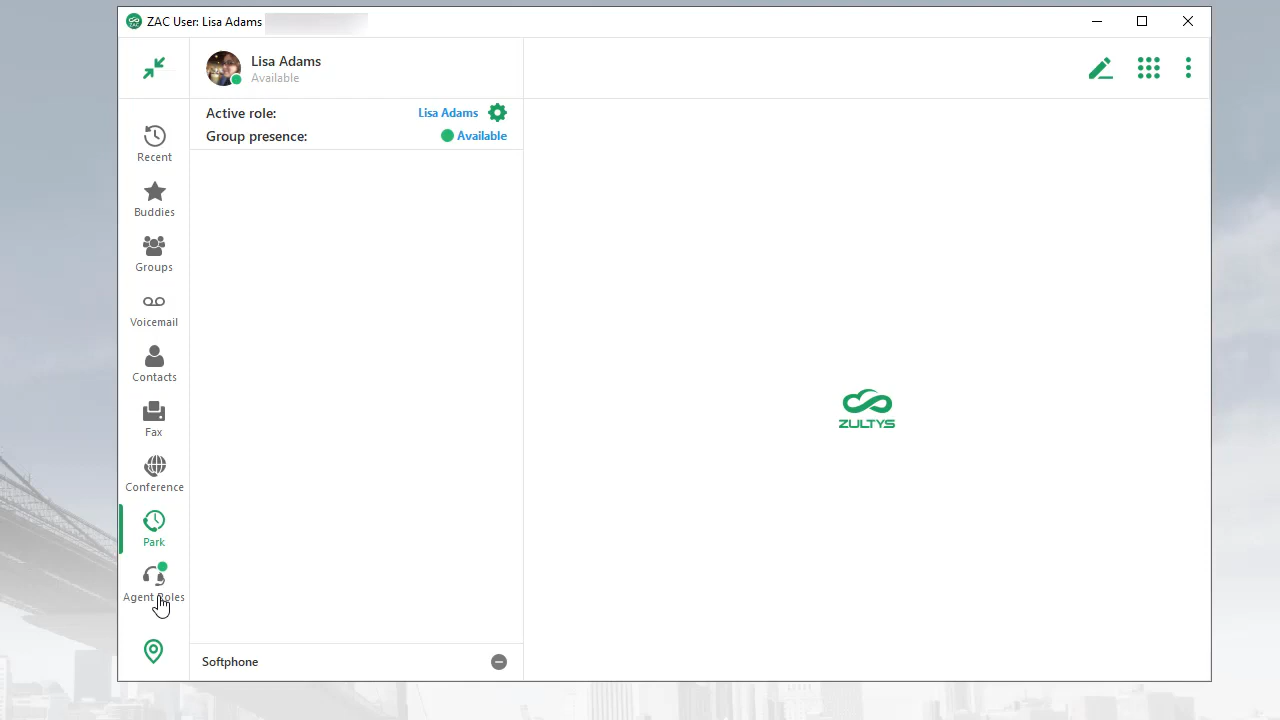 ZAC User: Lisa Adams
ZAC
Lisa Adams
Available
Active role: Lisa Adams
Group presence: Available
Recent
Buddies
Groups
Voicemail
Contacts
Fax
Conference
Park
Agent Roles
ZULTYS
Softphone